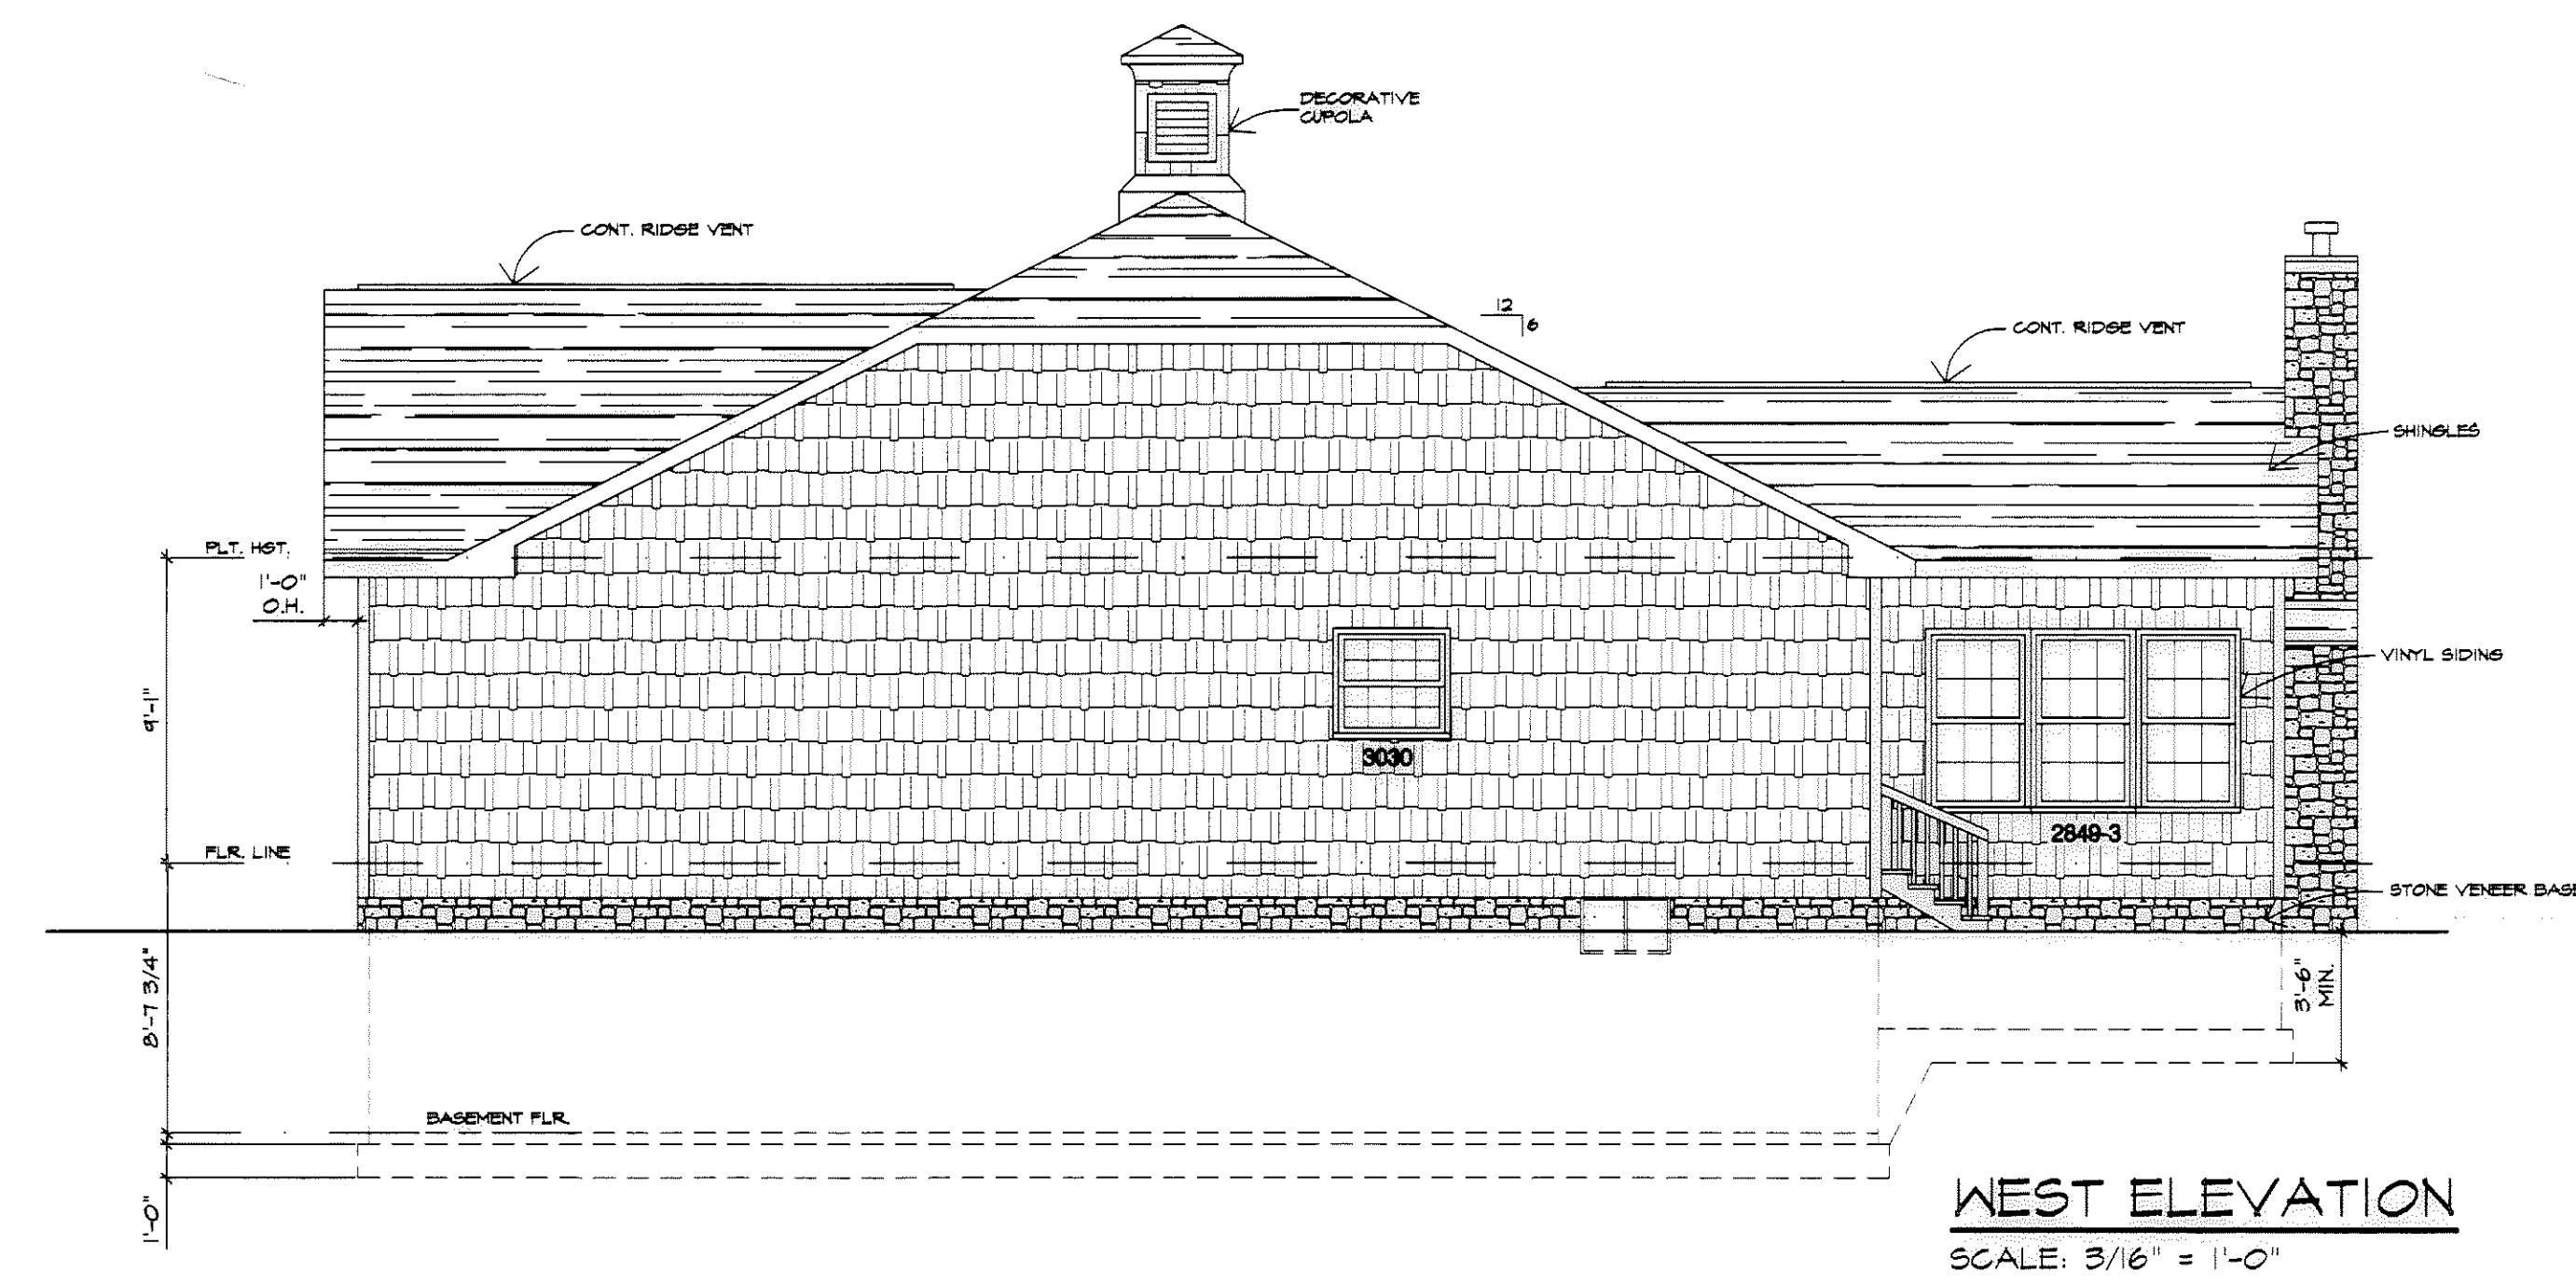 DECORATIVE
CUPOLA
CONT. RIDGE VENT
12
6
CONT. RIDGE VENT
SHINGLES
PLT. HGT.
1'-0"
O.H.
VINYL SIDING
9'-1"
3030
2849-3
FLR. LINE
STONE VENEER BASE
8'-7 3/4"
3'-6"
MIN.
BASEMENT FLR.
1'-0"
WEST ELEVATION
SCALE: 3/16" = 1'-0"